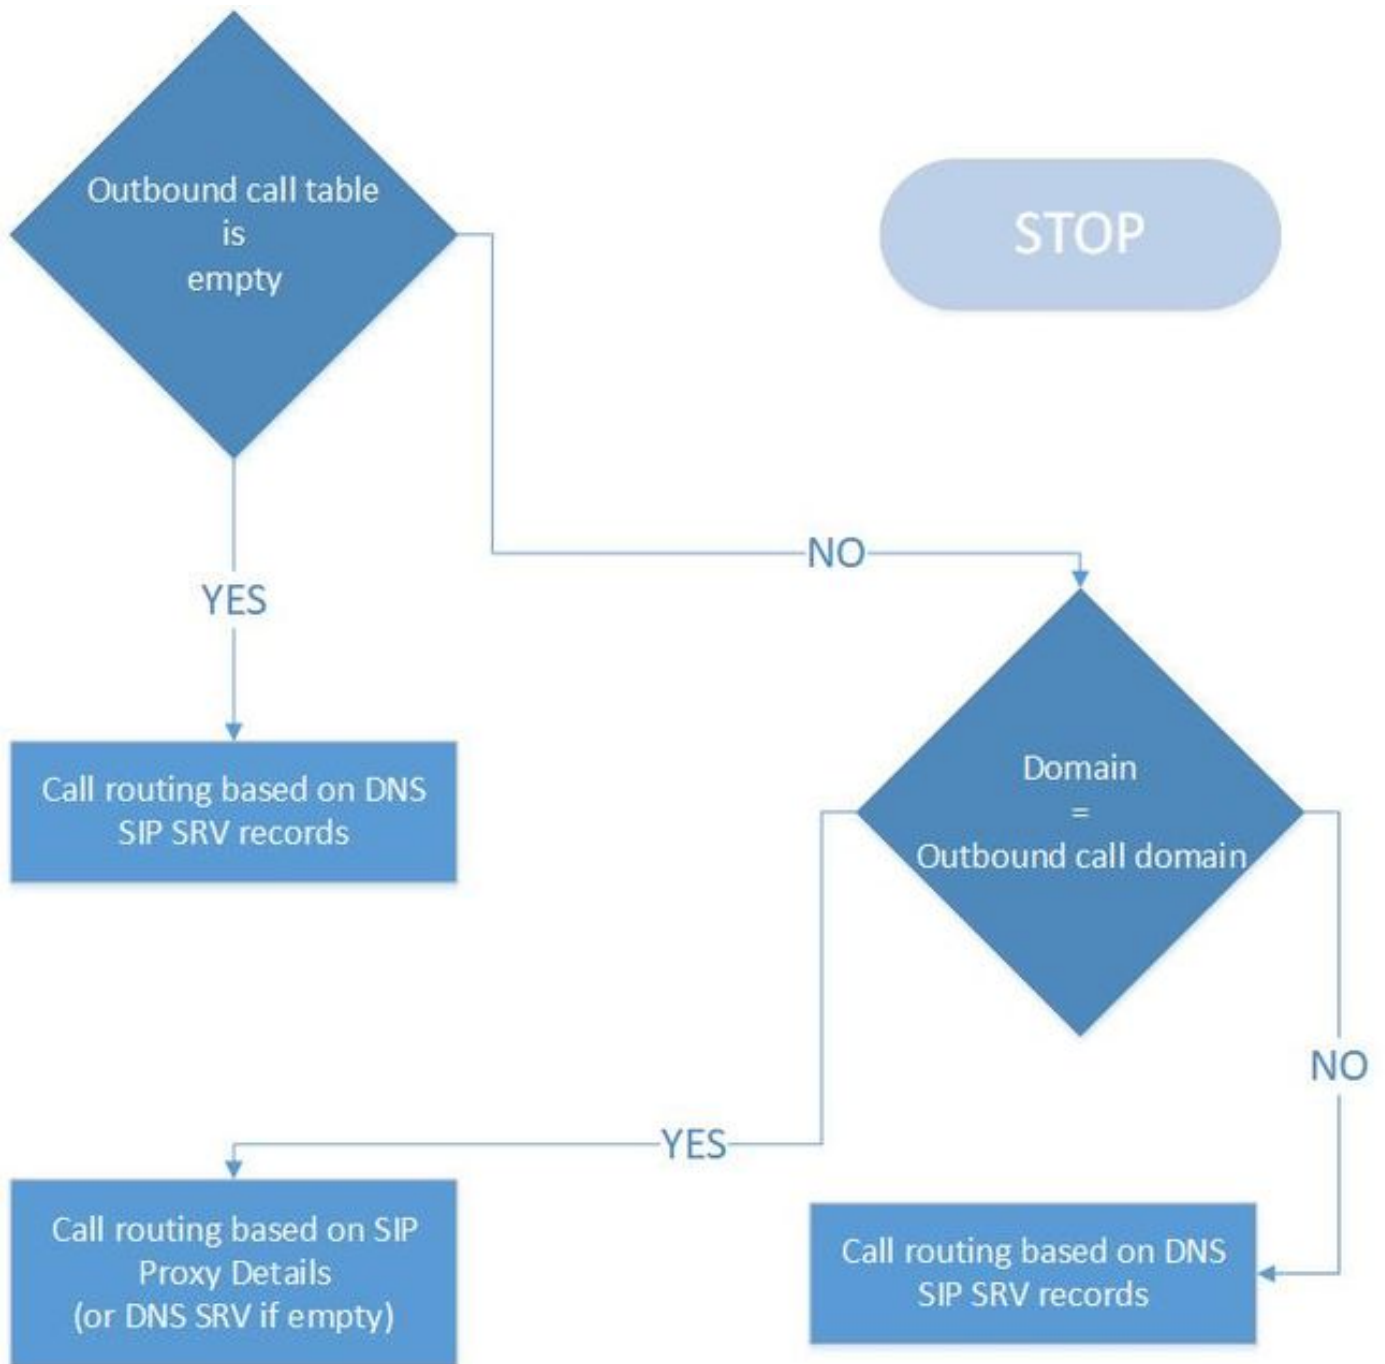 Outbound call table
is
empty
STOP
NO
YES
Call routing based on DNS
SIP SRV records
Domain
=
Outbound call domain
NO
YES
Call routing based on SIP
Proxy Details
(or DNS SRV if empty)
Call routing based on DNS
SIP SRV records